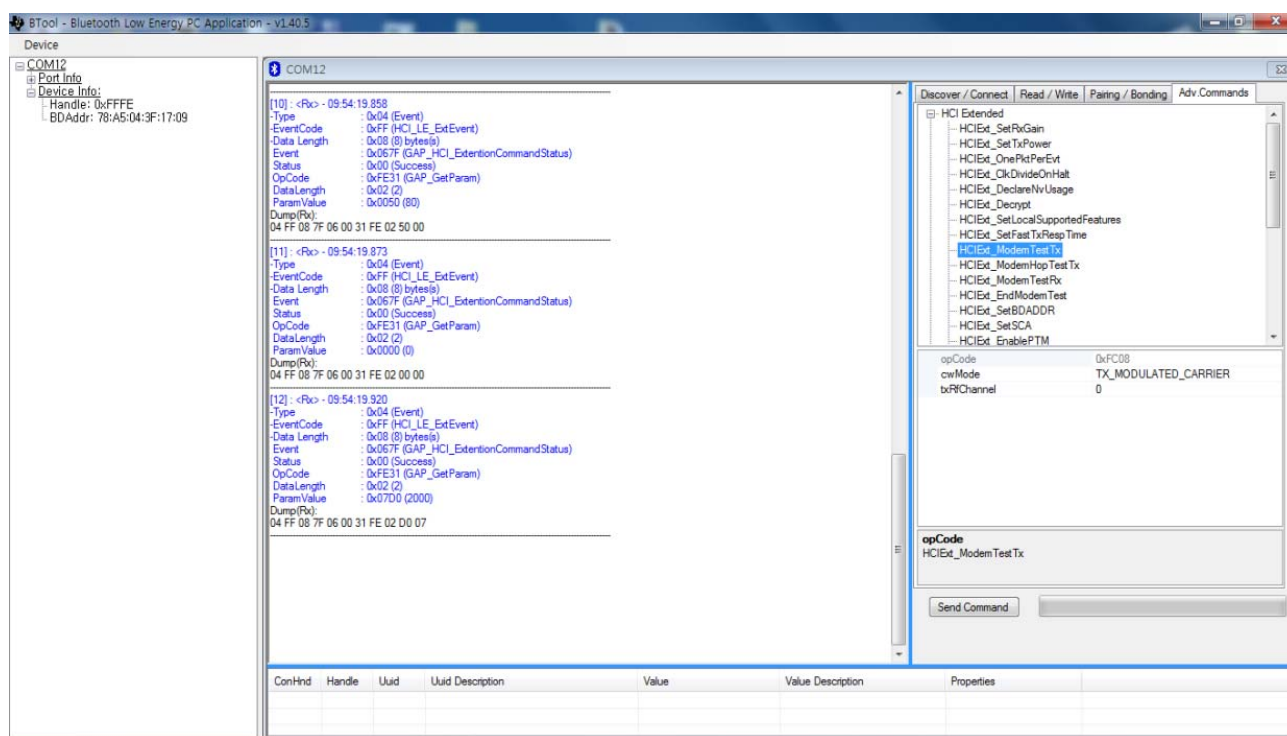 BTool - Bluetooth Low Energy PC Application - v1.40.5
Device
COM12
Port Info
Device Info:
Handle: 0xFFFE
BDAddr: 78:A5:04:3F:17:09
COM12
[10] : <Rx> - 09:54:19.858
-Type : 0x04 (Event)
-EventCode : 0xFF (HCI_LE_ExtEvent)
-Data Length : 0x08 (8) bytes(s)
Event : 0x067F (GAP_HCI_ExtentionCommandStatus)
Status : 0x00 (Success)
OpCode : 0xFE31 (GAP_GetParam)
DataLength : 0x02 (2)
ParamValue : 0x0050 (80)
Dump(Rx):
04 FF 08 7F 06 00 31 FE 02 50 00
[11] : <Rx> - 09:54:19.873
-Type : 0x04 (Event)
-EventCode : 0xFF (HCI_LE_ExtEvent)
-Data Length : 0x08 (8) bytes(s)
Event : 0x067F (GAP_HCI_ExtentionCommandStatus)
Status : 0x00 (Success)
OpCode : 0xFE31 (GAP_GetParam)
DataLength : 0x02 (2)
ParamValue : 0x0000 (0)
Dump(Rx):
04 FF 08 7F 06 00 31 FE 02 00 00
[12] : <Rx> - 09:54:19.920
-Type : 0x04 (Event)
-EventCode : 0xFF (HCI_LE_ExtEvent)
-Data Length : 0x08 (8) bytes(s)
Event : 0x067F (GAP_HCI_ExtentionCommandStatus)
Status : 0x00 (Success)
OpCode : 0xFE31 (GAP_GetParam)
DataLength : 0x02 (2)
ParamValue : 0x07D0 (2000)
Dump(Rx):
04 FF 08 7F 06 00 31 FE 02 D0 07
Discover / Connect Read / Write Pairing / Bonding Adv.Commands
HCI Extended
HCIExt_SetRxGain
HCIExt_SetTxPower
HCIExt_OnePktPerEvt
HCIExt_ClkDivideOnHalt
HCIExt_DeclareNvUsage
HCIExt_Decrypt
HCIExt_SetLocalSupportedFeatures
HCIExt_SetFastTxRespTime
HCIExt_ModemTestTx
HCIExt_ModemHopTestTx
HCIExt_ModemTestRx
HCIExt_EndModemTest
HCIExt_SetBDADDR
HCIExt_SetSCA
HCIExt_EnablePTM
opCode 0xFC08
cwMode TX_MODULATED_CARRIER
txRfChannel 0
opCode
HCIExt_ModemTestTx
Send Command
ConHnd Handle Uuid Uuid Description Value Value Description Properties